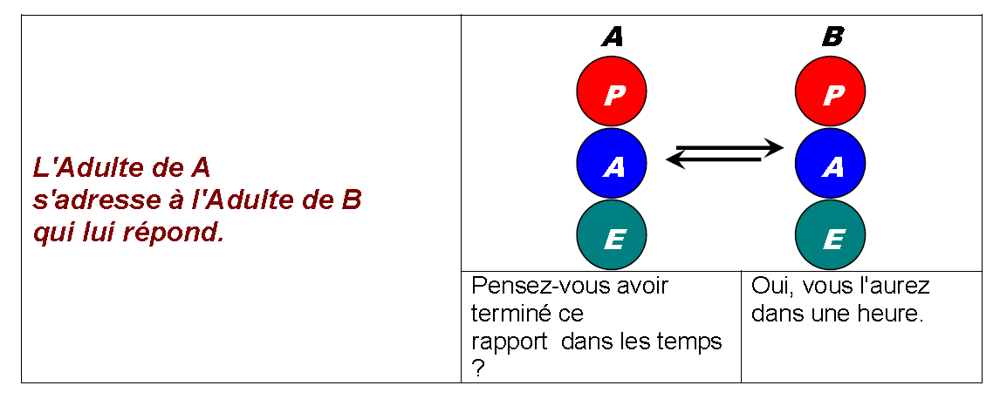 L'Adulte de A
s'adresse à l'Adulte de B
qui lui répond.
A B
P P
A A
E E
Pensez-vous avoir
terminé ce
rapport  dans les temps
?
Oui, vous l'aurez
dans une heure.